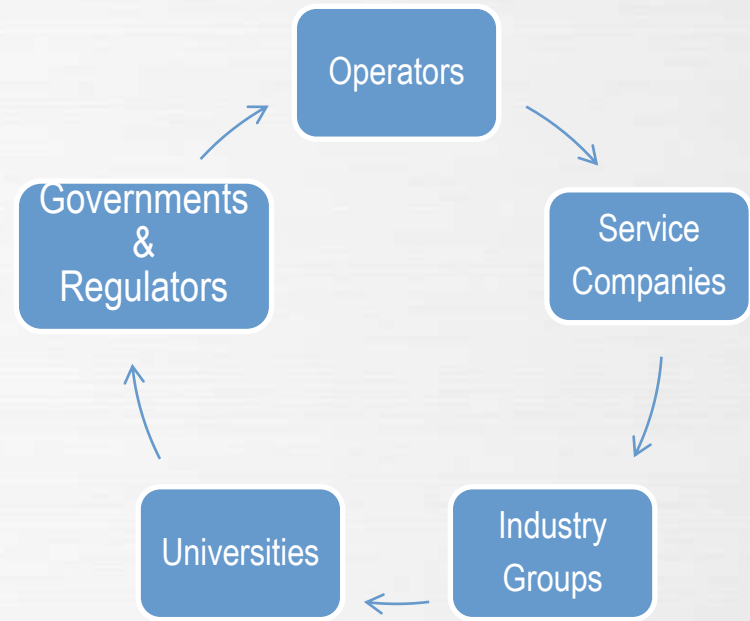 Operators
Service
Companies
Industry
Groups
Universities
Governments
&
Regulators